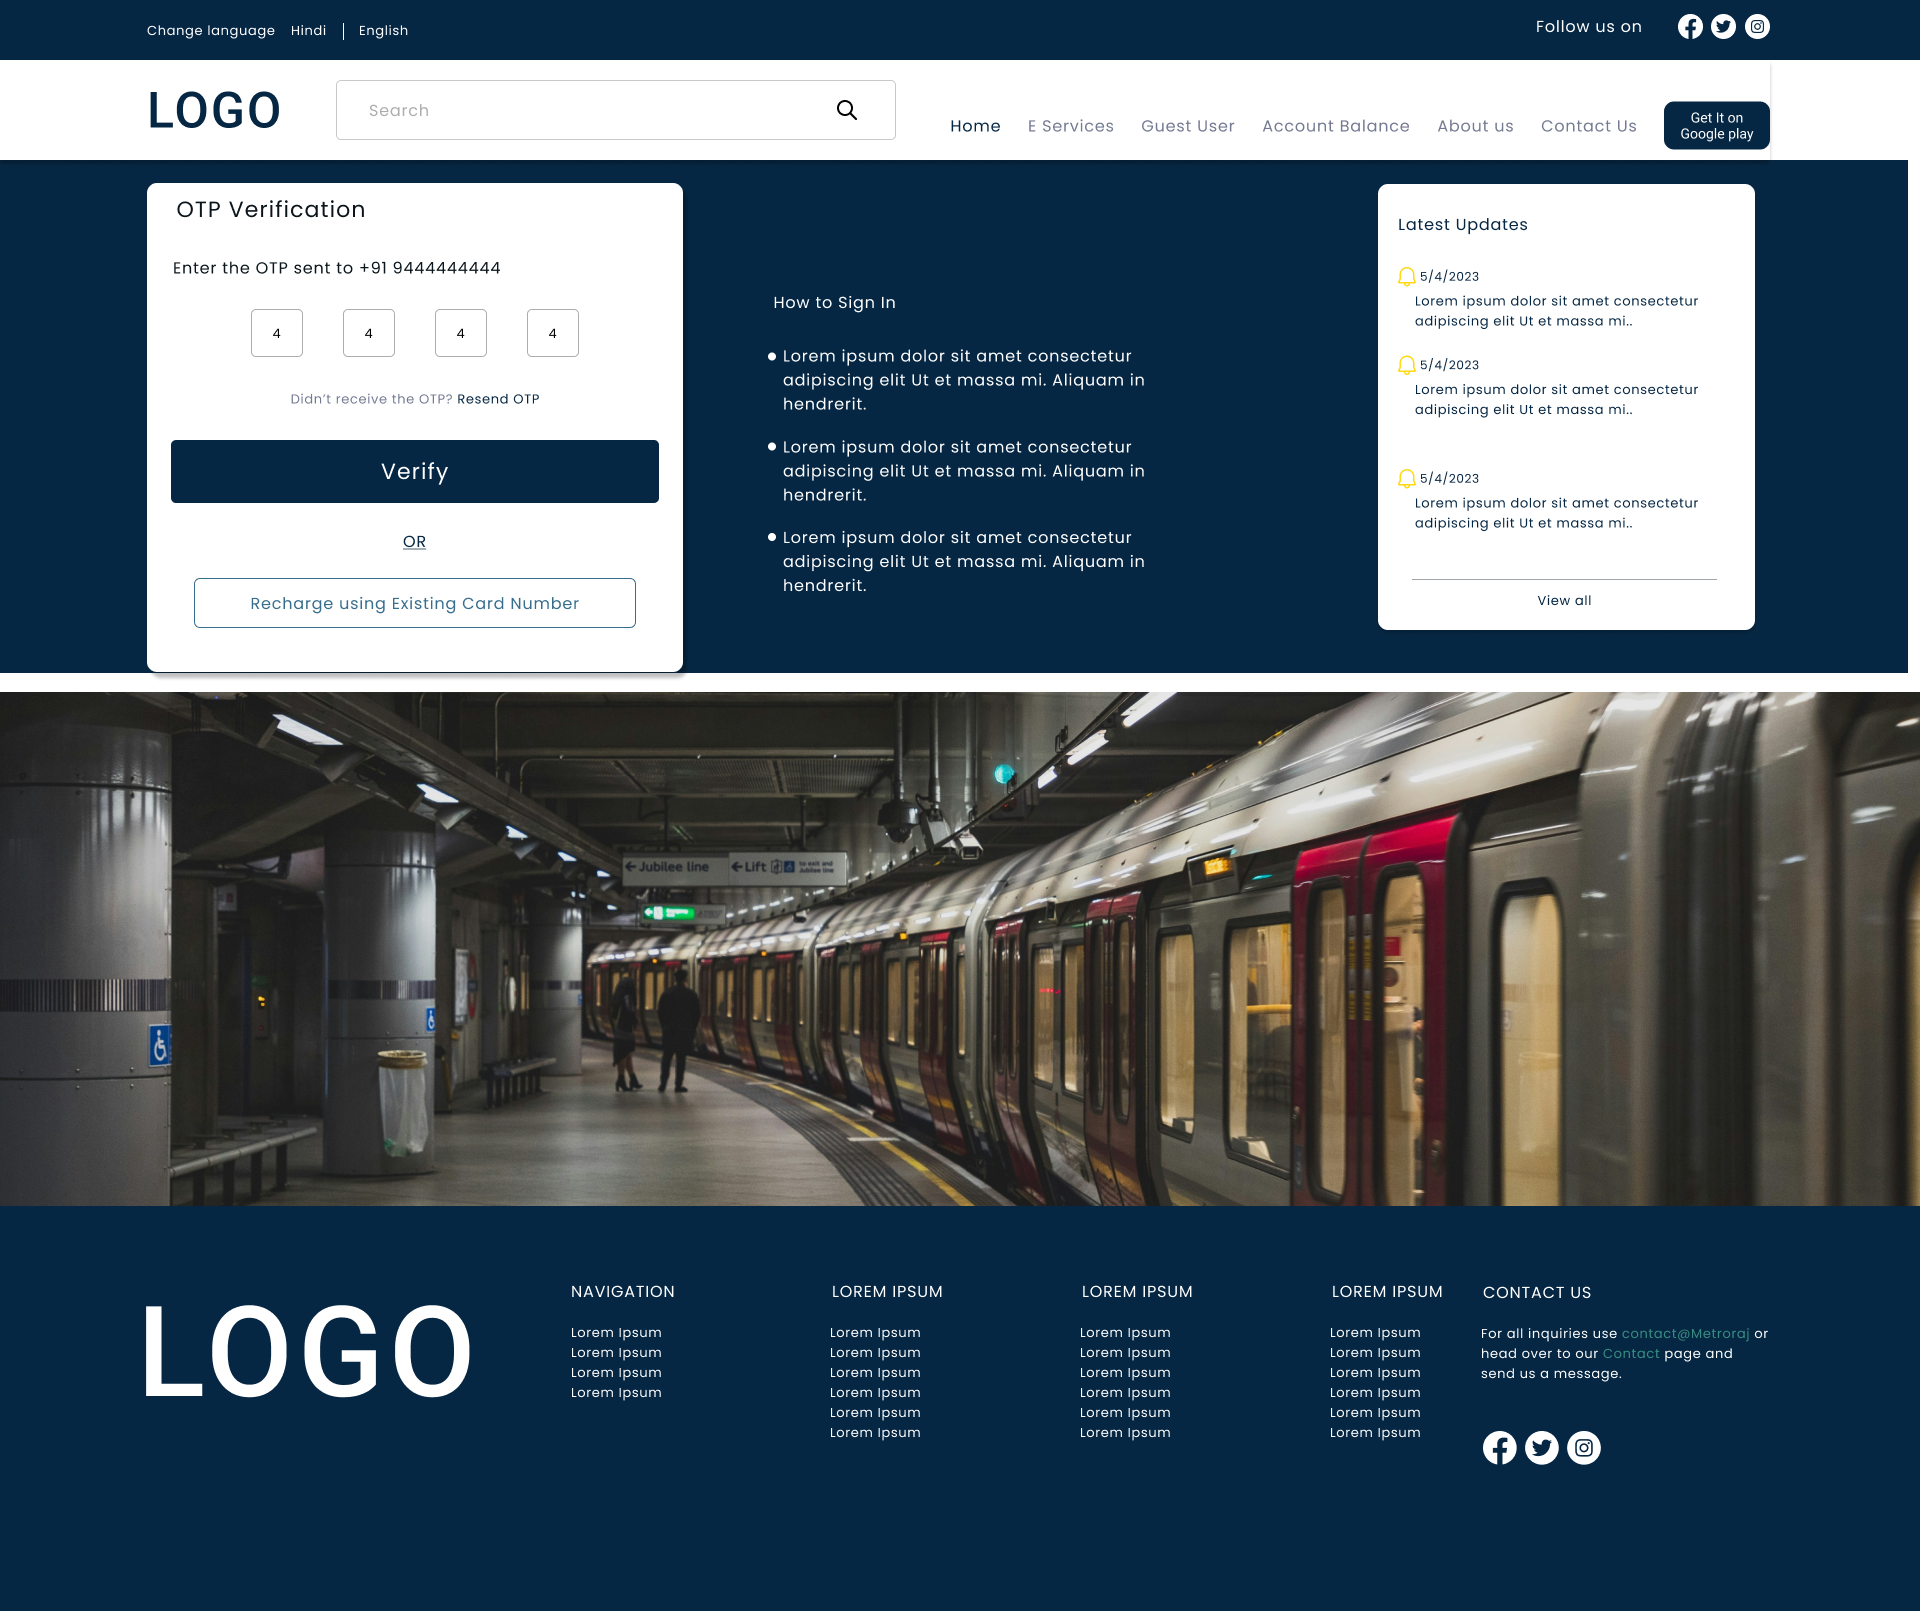 Change language Hindi English
Follow us on
LOGO
Search
Home E Services Guest User Account Balance About us Contact Us
Get It on
Google play
OTP Verification
Enter the OTP sent to +91 9444444444
4 4 4 4
Didn't receive the OTP? Resend OTP
Verify
OR
Recharge using Existing Card Number
How to Sign In
Lorem ipsum dolor sit amet consectetur
adipiscing elit Ut et massa mi. Aliquam in
hendrerit.
Lorem ipsum dolor sit amet consectetur
adipiscing elit Ut et massa mi. Aliquam in
hendrerit.
Lorem ipsum dolor sit amet consectetur
adipiscing elit Ut et massa mi. Aliquam in
hendrerit.
Latest Updates
5/4/2023
Lorem ipsum dolor sit amet consectetur
adipiscing elit Ut et massa mi..
5/4/2023
Lorem ipsum dolor sit amet consectetur
adipiscing elit Ut et massa mi..
5/4/2023
Lorem ipsum dolor sit amet consectetur
adipiscing elit Ut et massa mi..
View all
Jubilee line
Lift
to exit and
Jubilee line
LOGO
NAVIGATION
Lorem Ipsum
Lorem Ipsum
Lorem Ipsum
Lorem Ipsum
LOREM IPSUM
Lorem Ipsum
Lorem Ipsum
Lorem Ipsum
Lorem Ipsum
Lorem Ipsum
Lorem Ipsum
LOREM IPSUM
Lorem Ipsum
Lorem Ipsum
Lorem Ipsum
Lorem Ipsum
Lorem Ipsum
Lorem Ipsum
LOREM IPSUM
Lorem Ipsum
Lorem Ipsum
Lorem Ipsum
Lorem Ipsum
Lorem Ipsum
Lorem Ipsum
CONTACT US
For all inquiries use contact@Metroraj or
head over to our Contact page and
send us a message.